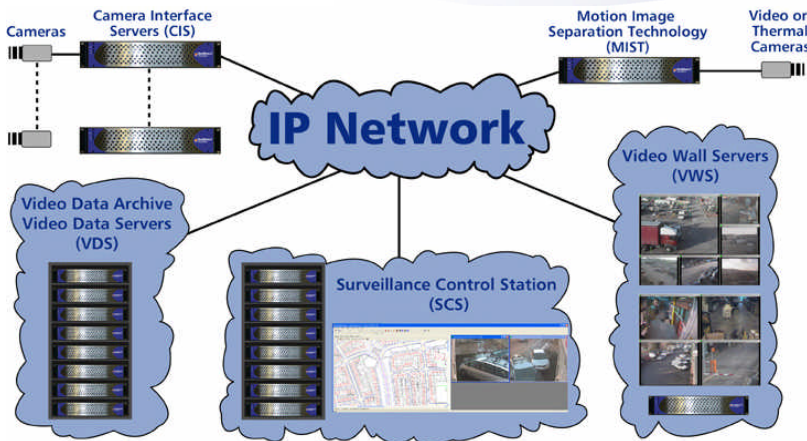 Cameras
Camera Interface
Servers (CIS)
Motion Image
Separation Technology
(MIST)
Video or
Thermal
Cameras
IP Network
Video Wall Servers
(VWS)
Video Data Archive
Video Data Servers
(VDS)
Surveillance Control Station
(SCS)